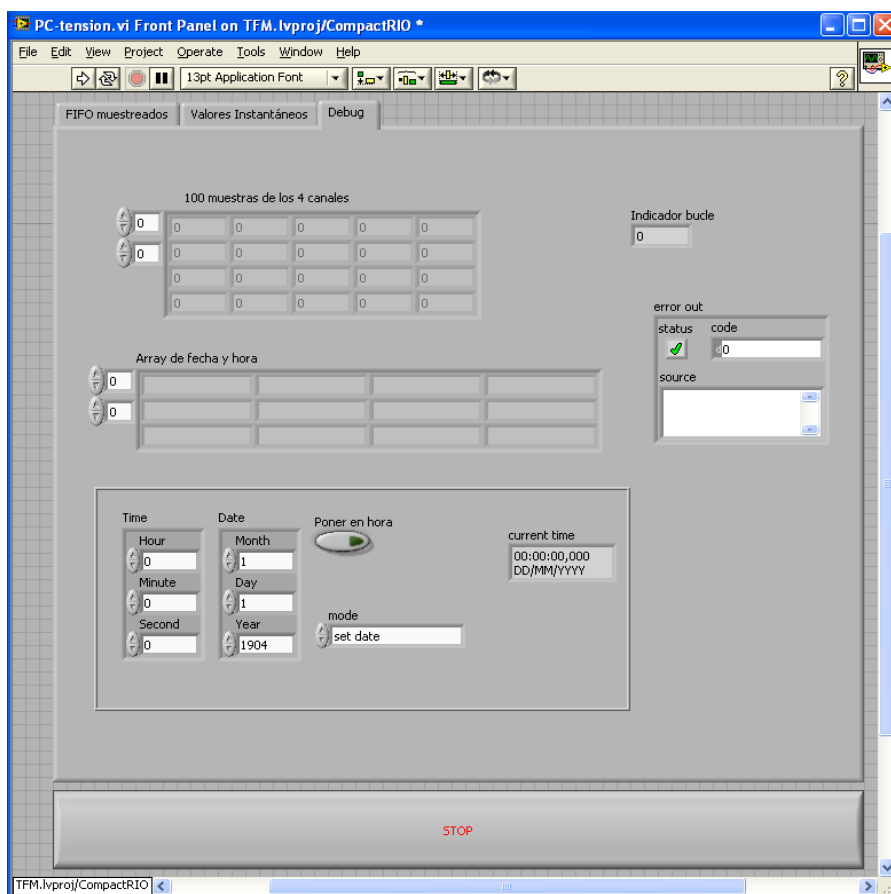 PC-tension.vi Front Panel on TFM.lvproj/CompactRIO *
File Edit View Project Operate Tools Window Help
13pt Application Font
FIFO muestreados Valores Instantáneos Debug
100 muestras de los 4 canales
0 0 0 0 0 0
0 0 0 0 0 0
0 0 0 0 0
0 0 0 0 0
Indicador bucle
0
error out
status code
0
source
Array de fecha y hora
0
0
Time Date Poner en hora
Hour Month
0 1
Minute Day
0 1
Second Year
0 1904
mode
set date
current time
00:00:00,000
DD/MM/YYYY
STOP
TFM.lvproj/CompactRIO